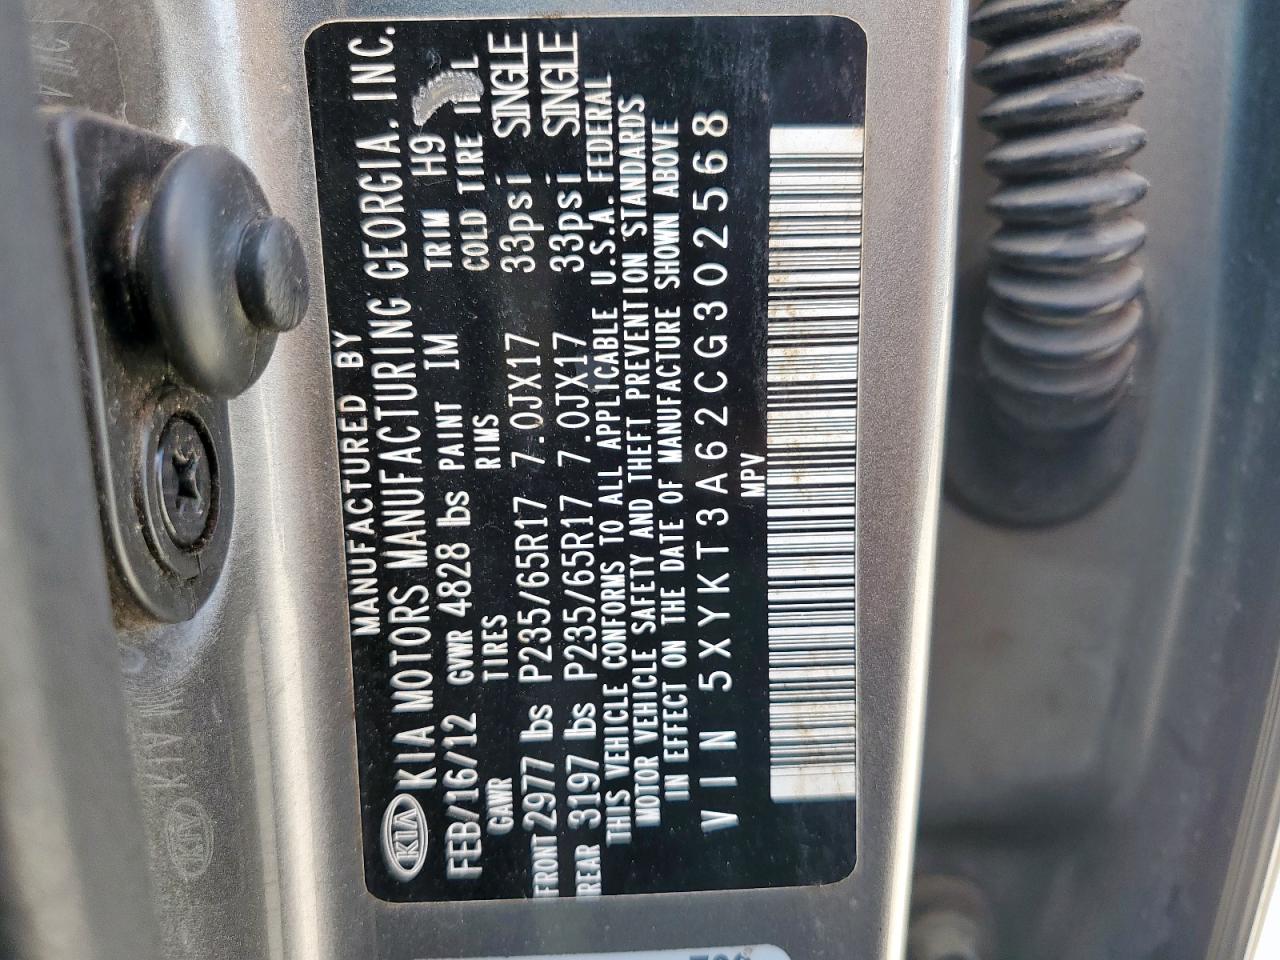 MANUFACTURED BY
KIA KIA MOTORS MANUFACTURING GEORGIA. INC.
FEB/16/12 GVWR 4828 lbs PAINT IM TRIM H9
GAWR TIRES RIMS COLD TIRE
FRONT 2977 lbs P235/65R17 7.0JX17 33psi SINGLE
REAR 3197 lbs P235/65R17 7.0JX17 33psi SINGLE
THIS VEHICLE CONFORMS TO ALL APPLICABLE U.S.A. FEDERAL
MOTOR VEHICLE SAFETY AND THEFT PREVENTION STANDARDS
IN EFFECT ON THE DATE OF MANUFACTURE SHOWN ABOVE
VIN 5XYKT3A62CG302568
MPV